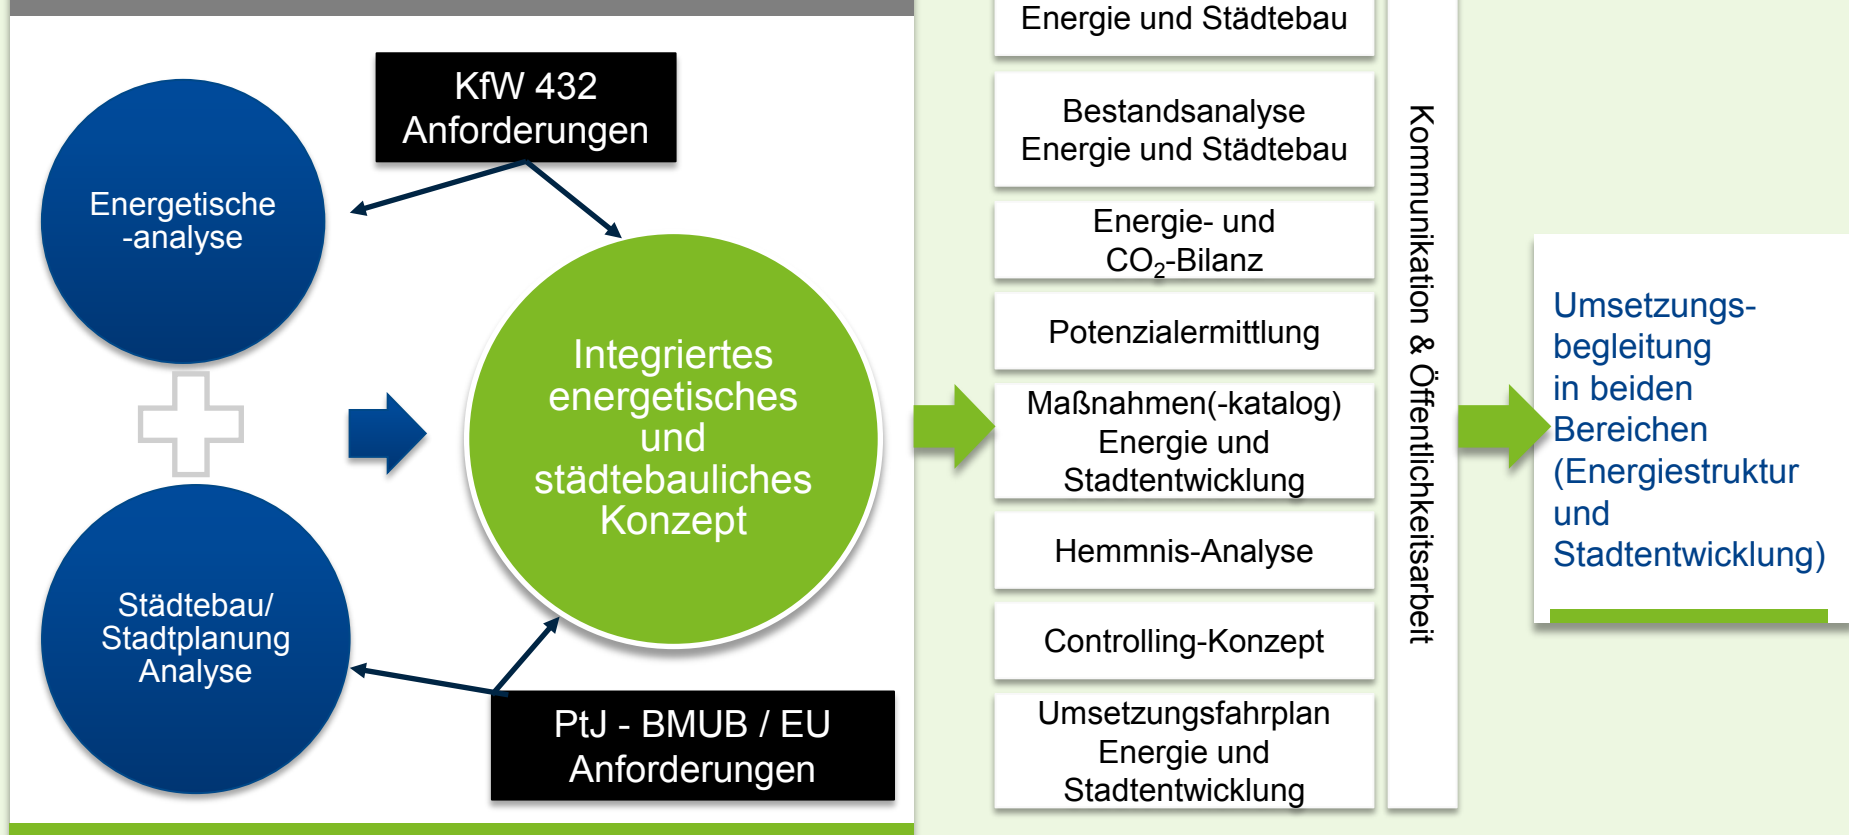 KfW 432
Anforderungen
Energetische
-analyse
Integriertes
energetisches
und
städtebauliches
Konzept
Städtebau/
Stadtplanung
Analyse
PtJ - BMUB / EU
Anforderungen
Energie und Städtebau
Bestandsanalyse
Energie und Städtebau
Energie- und
CO₂-Bilanz
Potenzialermittlung
Maßnahmen(-katalog)
Energie und
Stadtentwicklung
Hemmnis-Analyse
Controlling-Konzept
Umsetzungsfahrplan
Energie und
Stadtentwicklung
Kommunikation & Öffentlichkeitsarbeit
Umsetzungs-
begleitung
in beiden
Bereichen
(Energiestruktur
und
Stadtentwicklung)